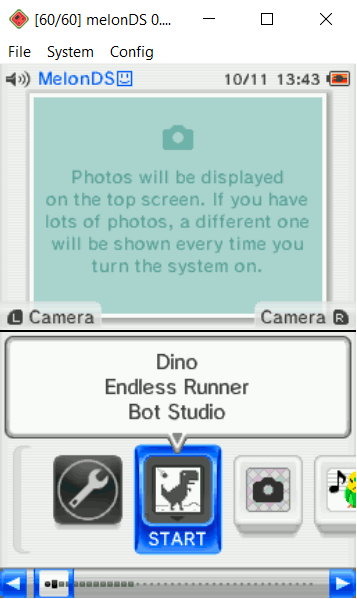 [60/60] melonDS 0....
File System Config
MelonDS 10/11 13:43
Photos will be displayed
on the top screen. If you have
lots of photos, a different one
will be shown every time you
turn the system on.
L Camera Camera R
Dino
Endless Runner
Bot Studio
START